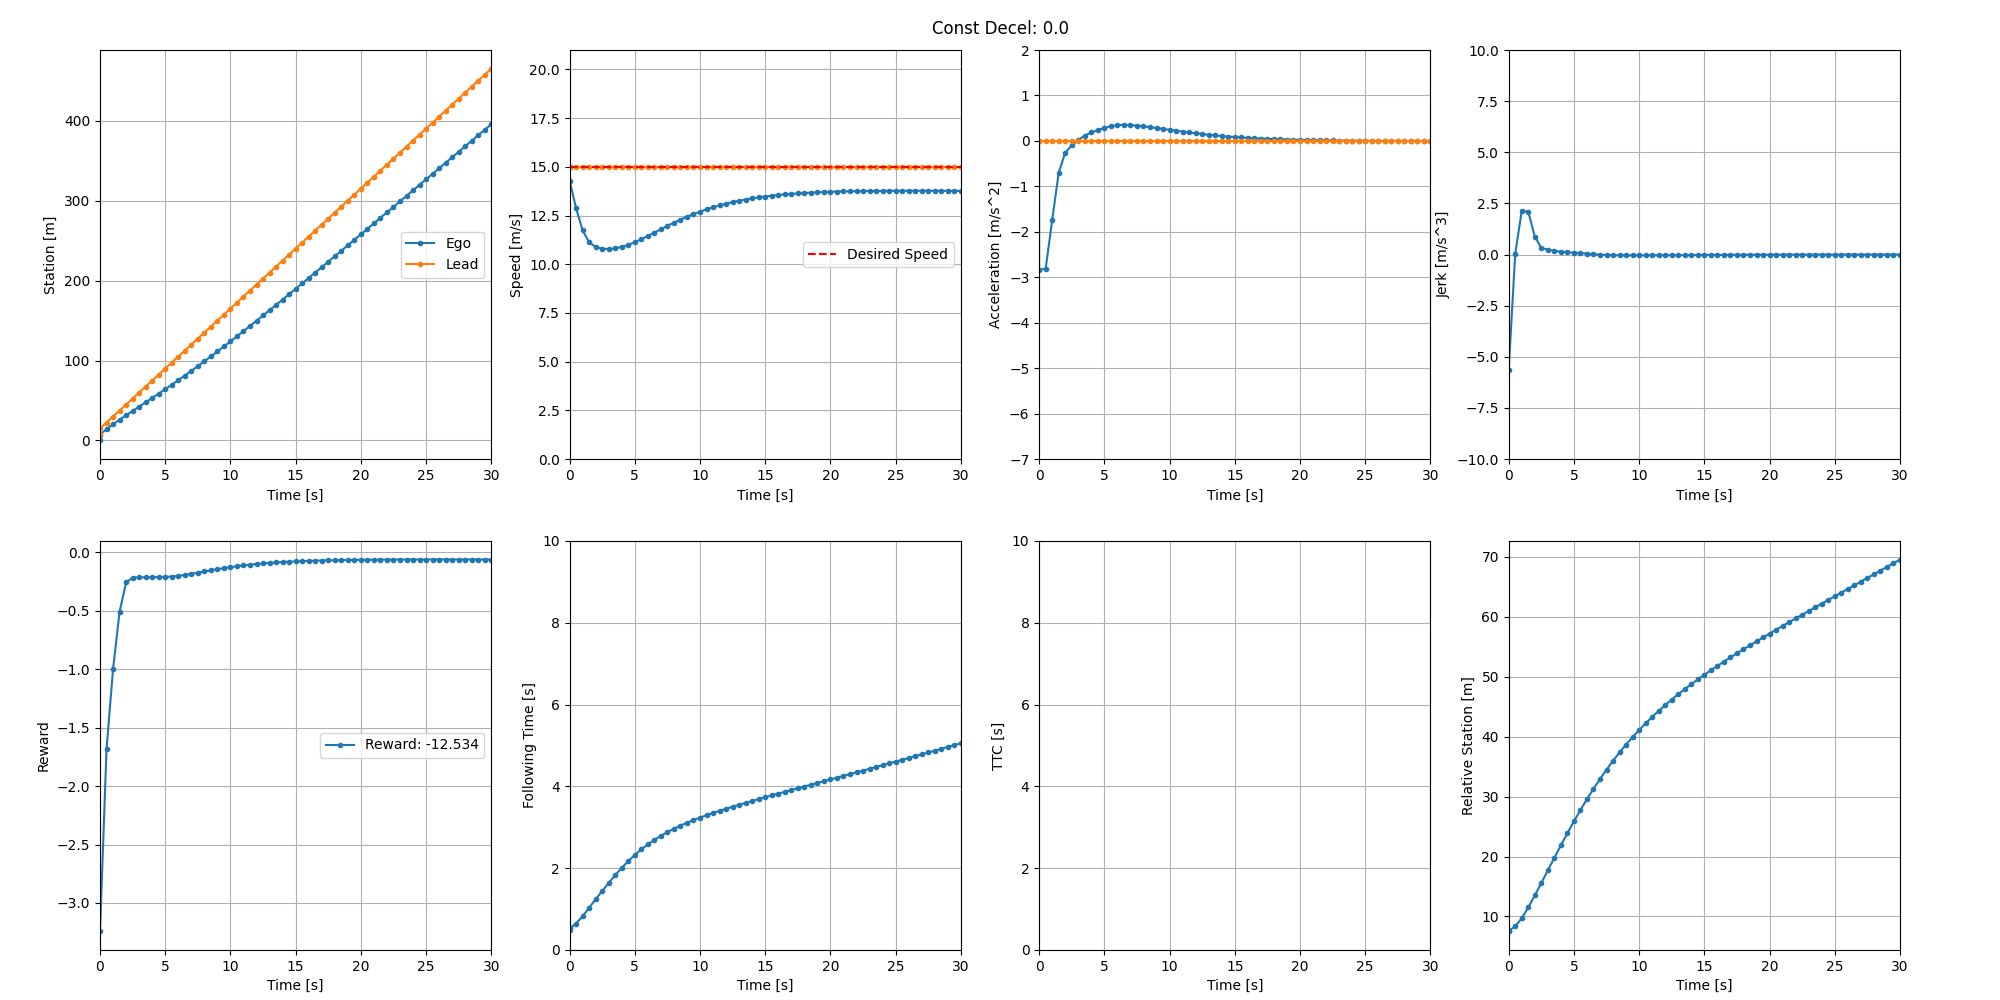 Const Decel: 0.0
Station [m]
400
300
200
100
0
Ego
Lead
0 5 10 15 20 25 30
Time [s]
Speed [m/s]
20.0
17.5
15.0
12.5
10.0
7.5
5.0
2.5
0.0
Desired Speed
0 5 10 15 20 25 30
Time [s]
Acceleration [m/s^2]
2
1
0
−1
−2
−3
−4
−5
−6
−7
0 5 10 15 20 25 30
Time [s]
Jerk [m/s^3]
10.0
7.5
5.0
2.5
0.0
−2.5
−5.0
−7.5
−10.0
0 5 10 15 20 25 30
Time [s]
Reward
0.0
−0.5
−1.0
−1.5
−2.0
−2.5
−3.0
Reward: -12.534
0 5 10 15 20 25 30
Time [s]
Following Time [s]
10
8
6
4
2
0
0 5 10 15 20 25 30
Time [s]
TTC [s]
10
8
6
4
2
0
0 5 10 15 20 25 30
Time [s]
Relative Station [m]
70
60
50
40
30
20
10
0 5 10 15 20 25 30
Time [s]